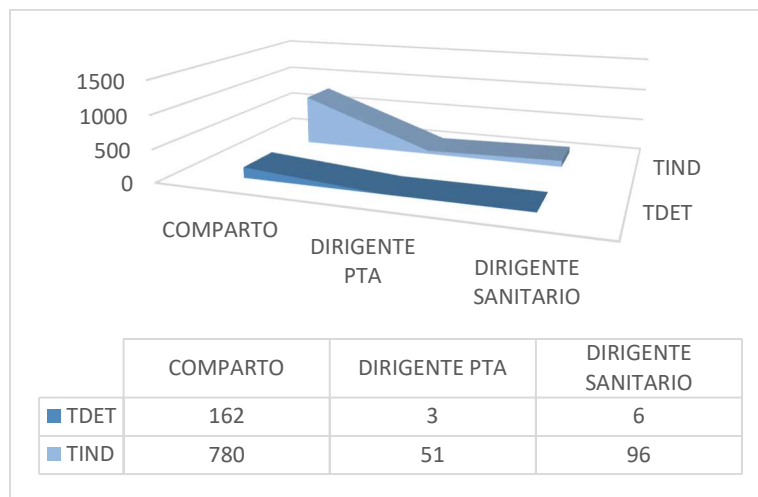 1500
1000
500
0
TIND
TDET
COMPARTO
DIRIGENTE
PTA
DIRIGENTE
SANITARIO
COMPARTO DIRIGENTE PTA DIRIGENTE
SANITARIO
TDET 162 3 6
TIND 780 51 96